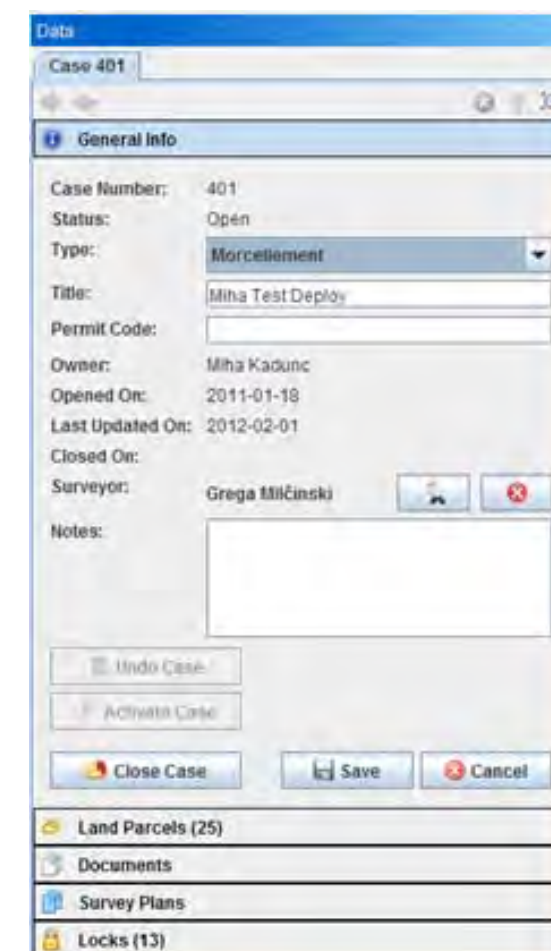 Data
Case 401
General Info
Case Number: 401
Status: Open
Type: Morcellement
Title: Miha Test Deploy
Permit Code:
Owner: Miha Kadunc
Opened On: 2011-01-18
Last Updated On: 2012-02-01
Closed On:
Surveyor: Grega Milčinski
Notes:
Undo Case
Activate Case
Close Case Save Cancel
Land Parcels (25)
Documents
Survey Plans
Locks (13)